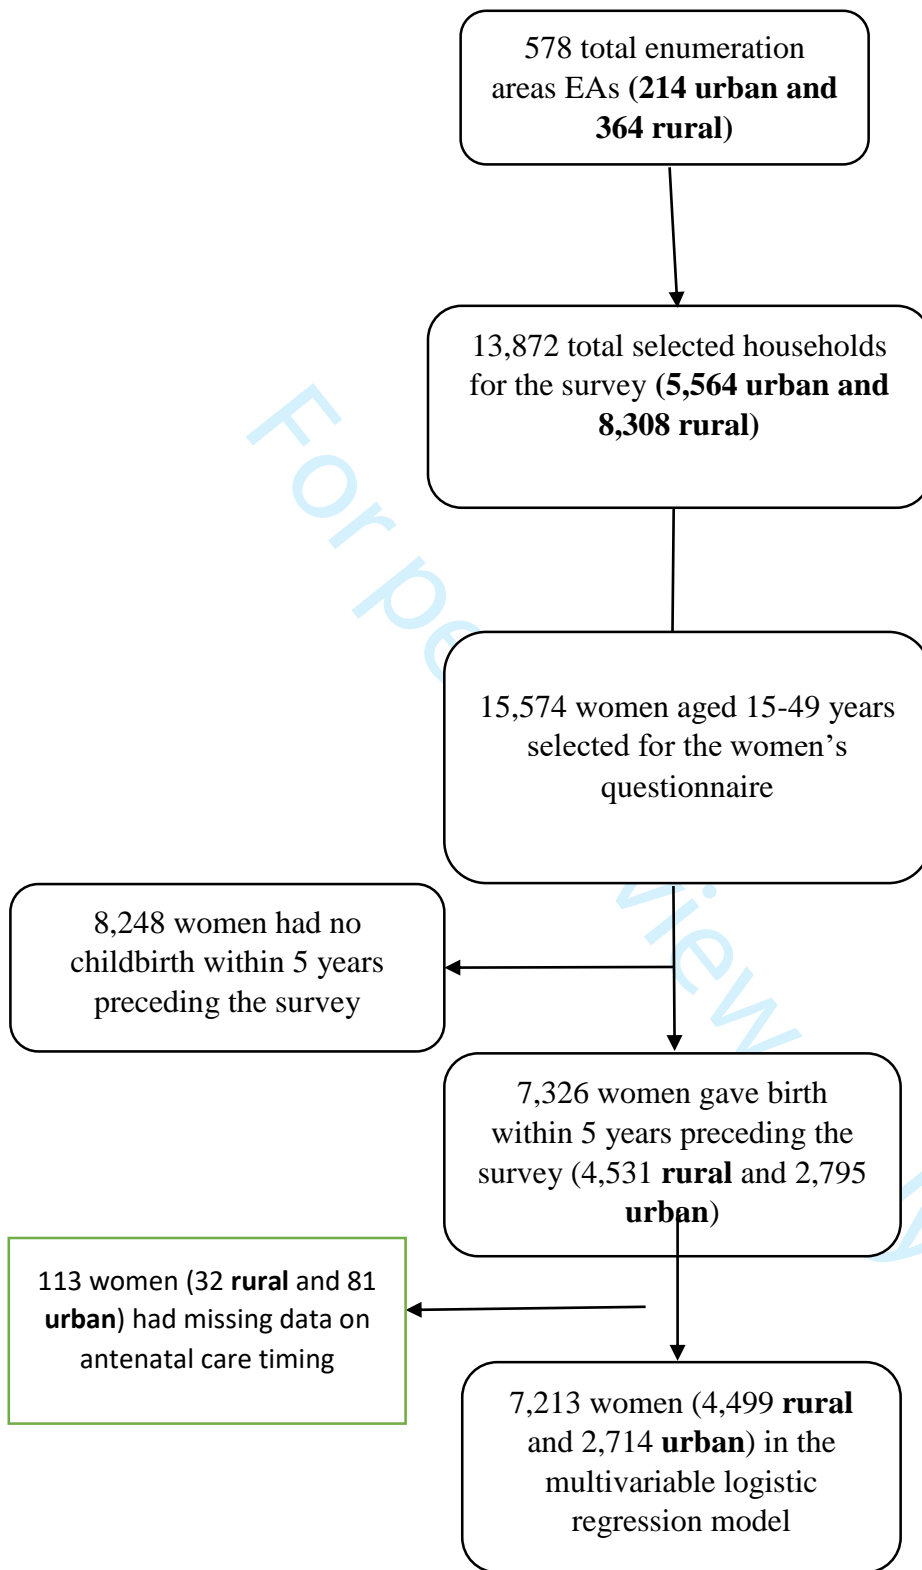 578 total enumeration
areas EAs (214 urban and
364 rural)
13,872 total selected households
for the survey (5,564 urban and
8,308 rural)
15,574 women aged 15-49 years
selected for the women's
questionnaire
8,248 women had no
childbirth within 5 years
preceding the survey
7,326 women gave birth
within 5 years preceding the
survey (4,531 rural and 2,795
urban)
113 women (32 rural and 81
urban) had missing data on
antenatal care timing
7,213 women (4,499 rural
and 2,714 urban) in the
multivariable logistic
regression model
For pe
view